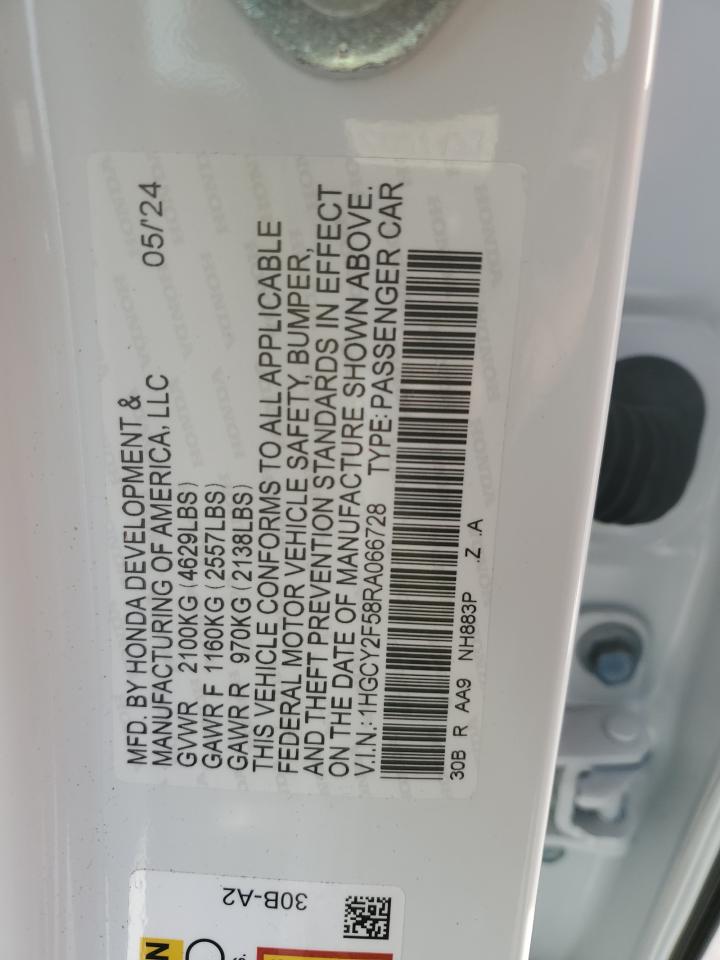 MFD. BY HONDA DEVELOPMENT &
MANUFACTURING OF AMERICA, LLC 05/'24
GVWR 2100KG (4629LBS)
GAWR F 1160KG (2557LBS)
GAWR R 970KG (2138LBS)
THIS VEHICLE CONFORMS TO ALL APPLICABLE
FEDERAL MOTOR VEHICLE SAFETY, BUMPER,
AND THEFT PREVENTION STANDARDS IN EFFECT
ON THE DATE OF MANUFACTURE SHOWN ABOVE.
V.I.N.: 1HGCY2F58RA066728 TYPE: PASSENGER CAR
30B R AA9 NH883P .Z .A
30B-A2